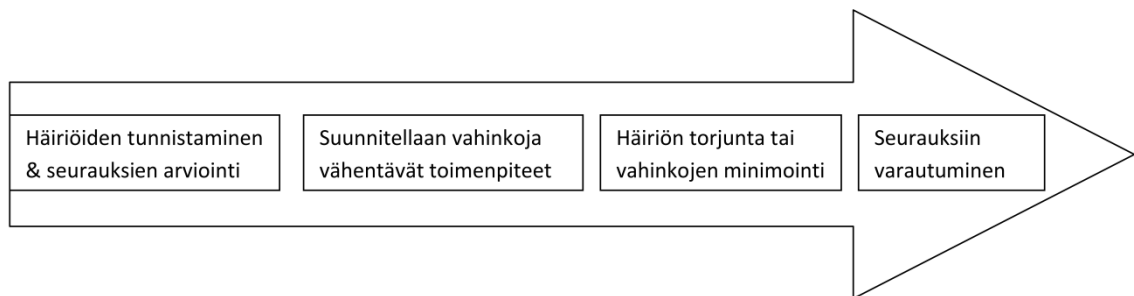 Häiriöiden tunnistaminen
& seurauksien arviointi
Suunnitellaan vahinkoja
vähentävät toimenpiteet
Häiriön torjunta tai
vahinkojen minimointi
Seurauksiin
varautuminen